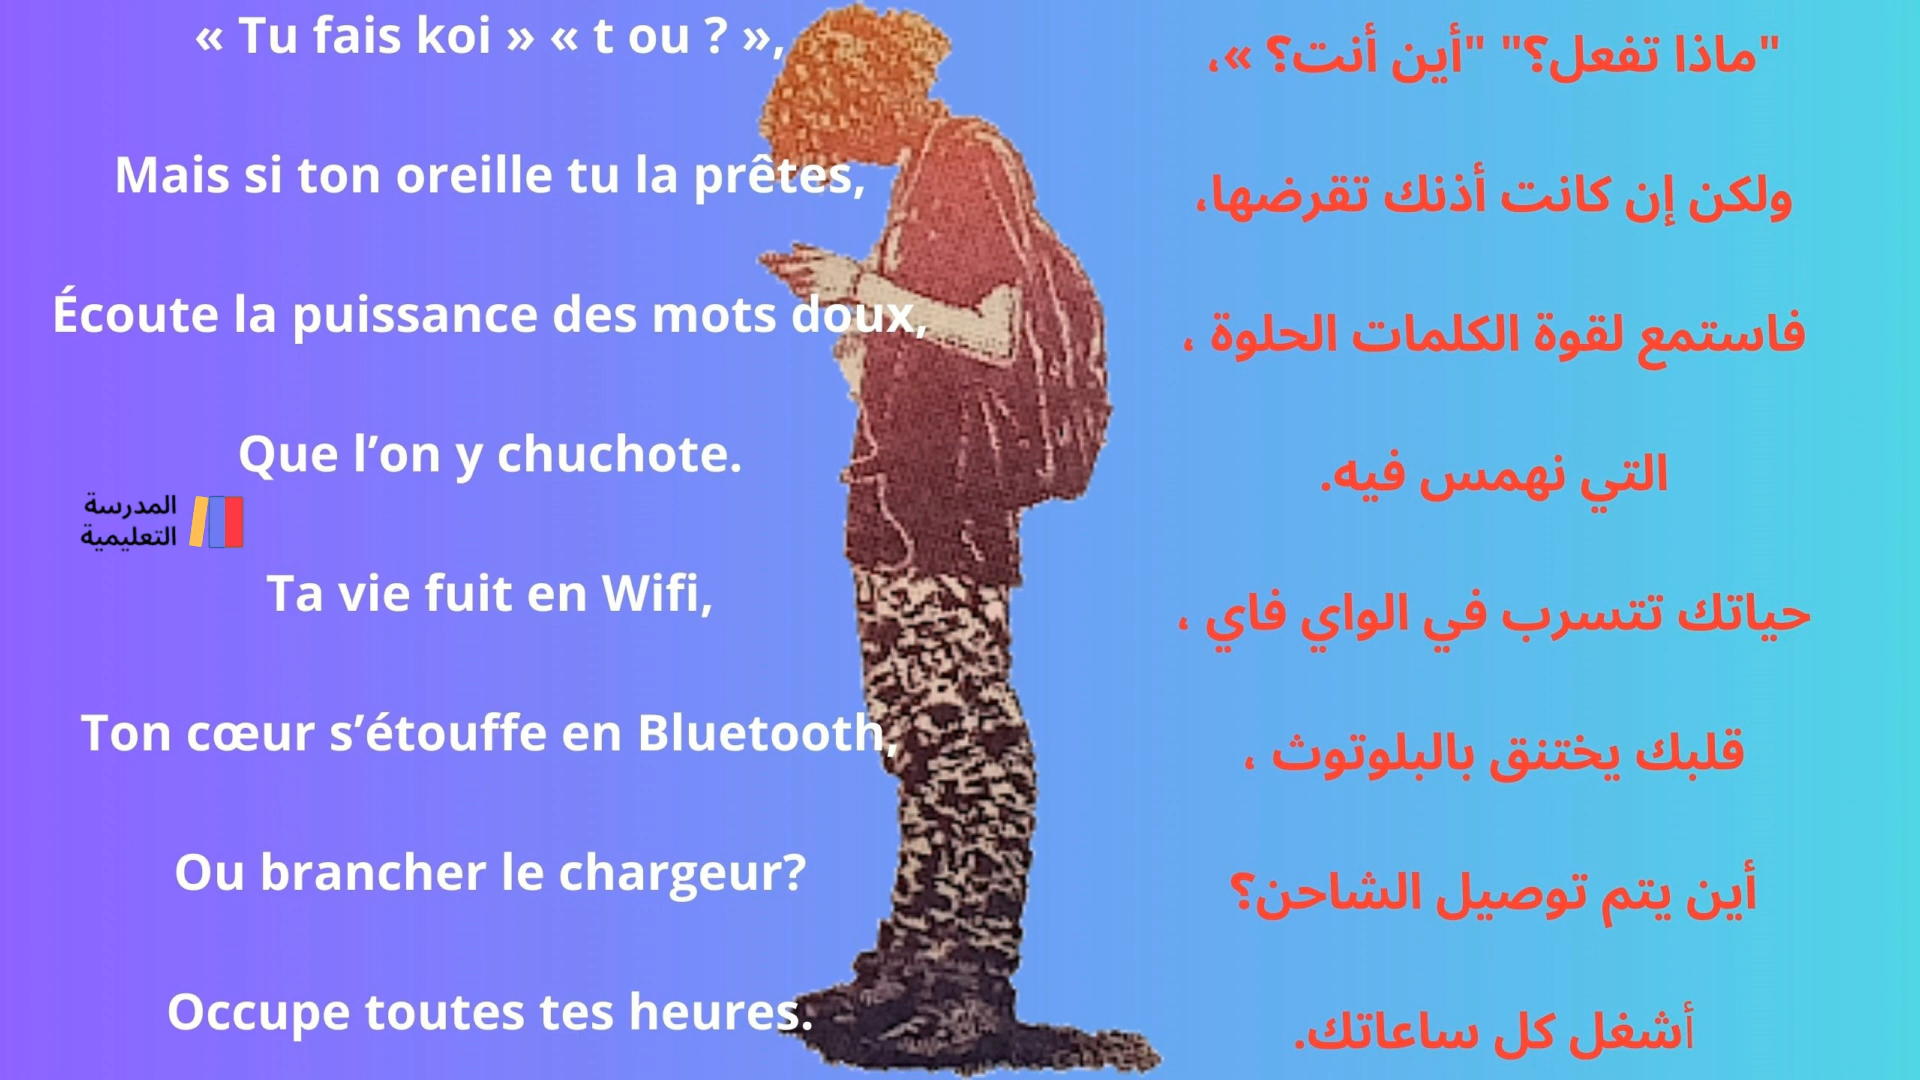 « Tu fais koi » « t ou ? »,
Mais si ton oreille tu la prêtes,
Écoute la puissance des mots doux,
Que l’on y chuchote.
Ta vie fuit en Wifi,
Ton cœur s’étouffe en Bluetooth,
Ou brancher le chargeur?
Occupe toutes tes heures.
المدرسة
التعليمية
"ماذا تفعل؟" "أين أنت؟ »،
ولكن إن كانت أذنك تقرضها،
فاستمع لقوة الكلمات الحلوة ،
التي نهمس فيه.
حياتك تتسرب في الواي فاي ،
قلبك يختنق بالبلوتوث ،
أين يتم توصيل الشاحن؟
أشغل كل ساعاتك.